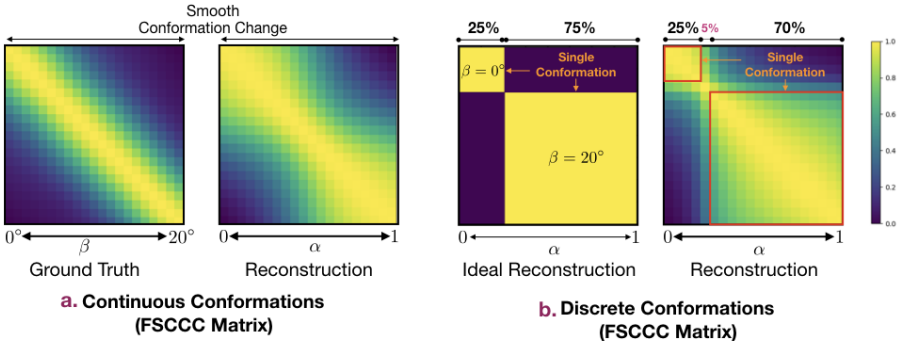 Smooth
Conformation Change
0° β 20°
Ground Truth
0 α 1
Reconstruction
a. Continuous Conformations
(FSCCC Matrix)
25% 75%
Single
Conformation
β = 0°
β = 20°
0 α 1
Ideal Reconstruction
25% 5% 70%
Single
Conformation
0 α 1
Reconstruction
1.0
0.8
0.6
0.4
0.2
0.0
b. Discrete Conformations
(FSCCC Matrix)